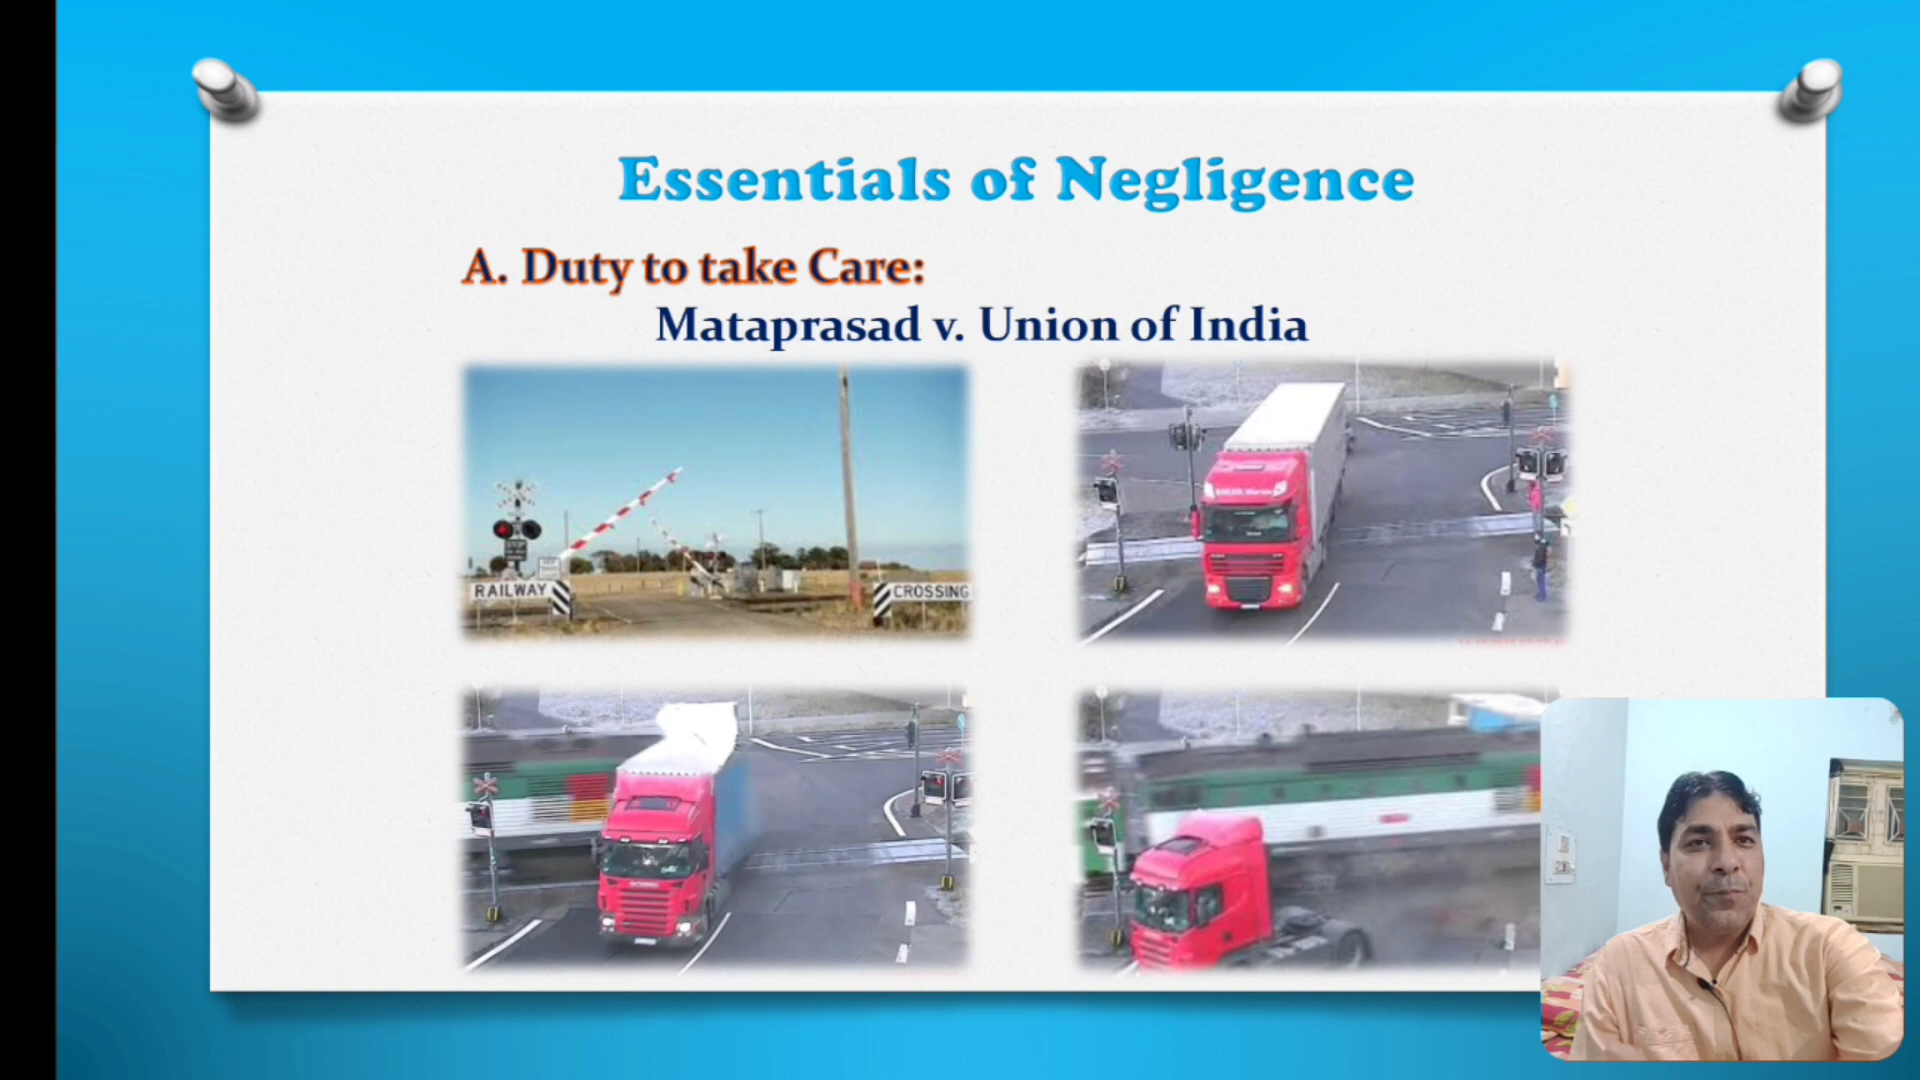 Essentials of Negligence
A. Duty to take Care:
Mataprasad v. Union of India
RAILWAY
CROSSING